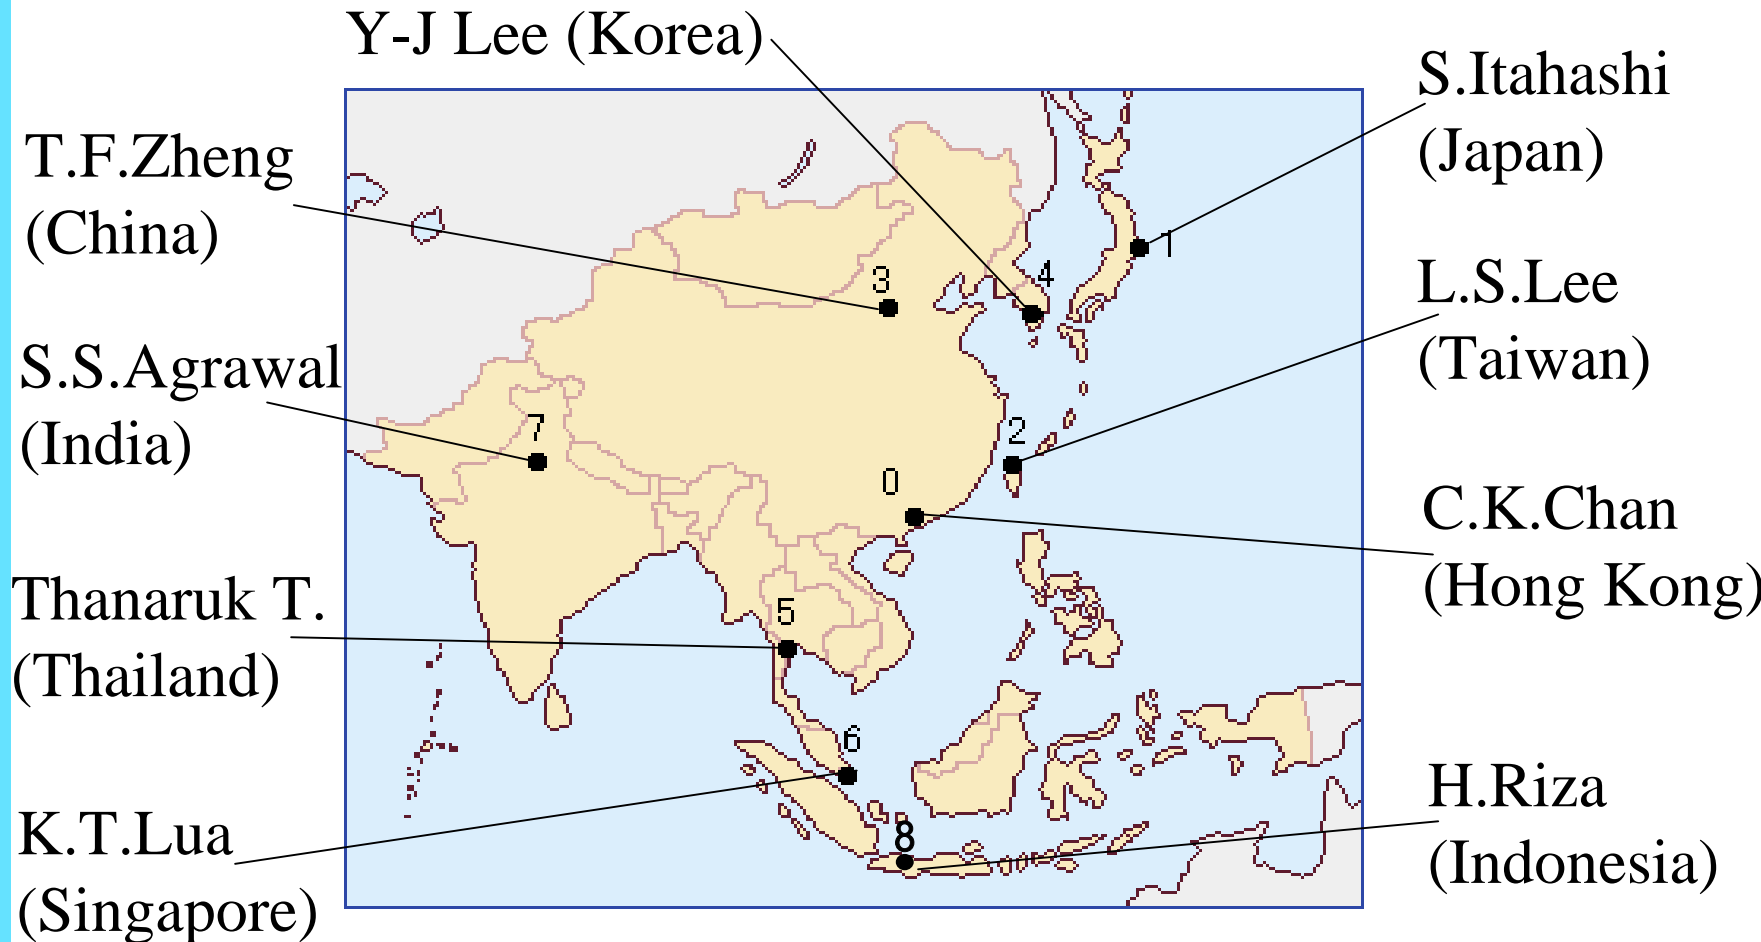 Y-J Lee (Korea)
S.Itahashi
(Japan)
T.F.Zheng
(China)
1
L.S.Lee
(Taiwan)
3
4
S.S.Agrawal
(India)
7
2
0
C.K.Chan
(Hong Kong)
Thanaruk T.
(Thailand)
5
6
H.Riza
(Indonesia)
K.T.Lua
(Singapore)
8